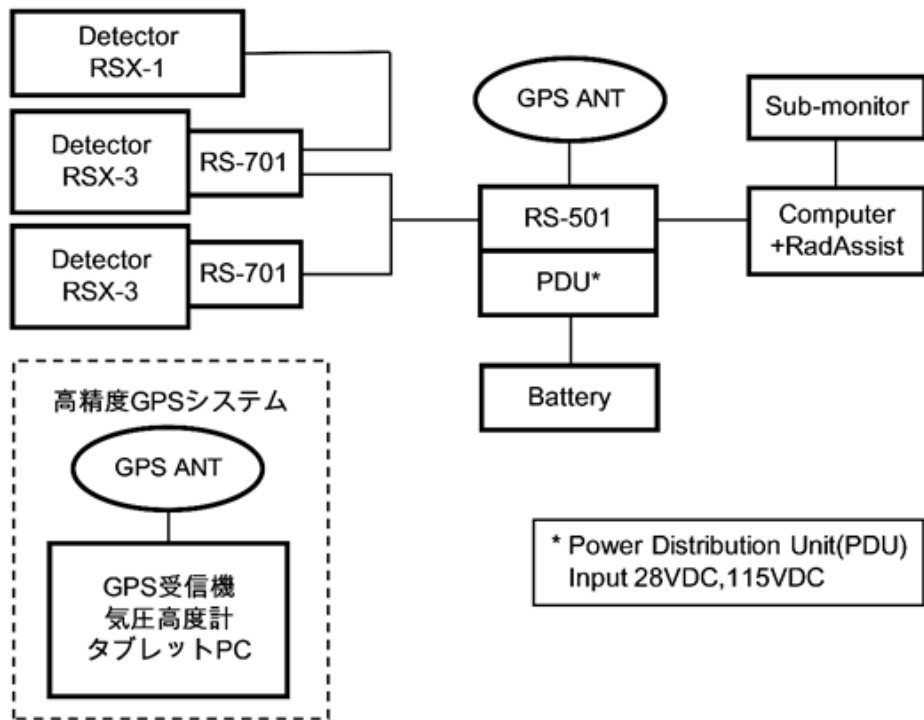 Detector
RSX-1
Detector
RSX-3
RS-701
Detector
RSX-3
RS-701
GPS ANT
RS-501
PDU*
Battery
Sub-monitor
Computer
+RadAssist
高精度GPSシステム
GPS ANT
GPS受信機
気圧高度計
タブレットPC
* Power Distribution Unit(PDU)
Input 28VDC,115VDC